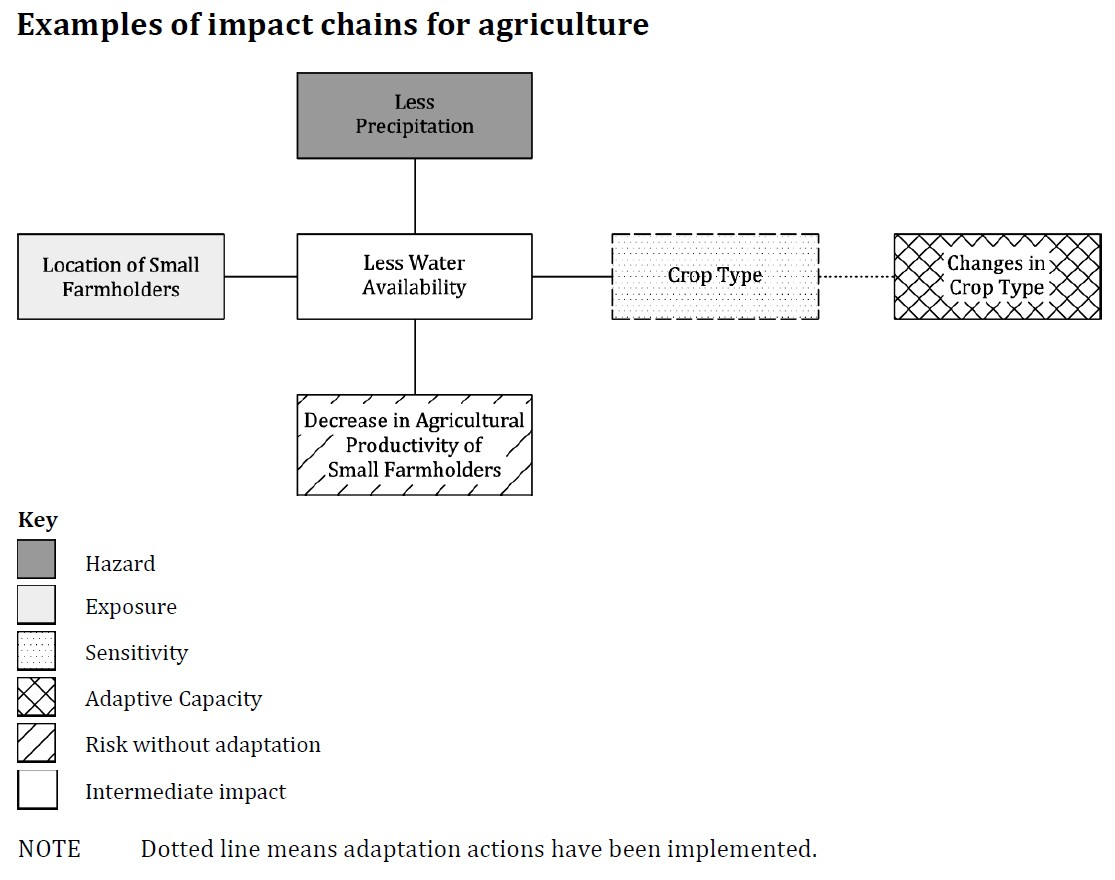 Examples of impact chains for agriculture
Less
Precipitation
Location of Small
Farmholders
Less Water
Availability
Crop Type
Changes in
Crop Type
Decrease in Agricultural
Productivity of
Small Farmholders
Key
Hazard
Exposure
Sensitivity
Adaptive Capacity
Risk without adaptation
Intermediate impact
NOTE Dotted line means adaptation actions have been implemented.